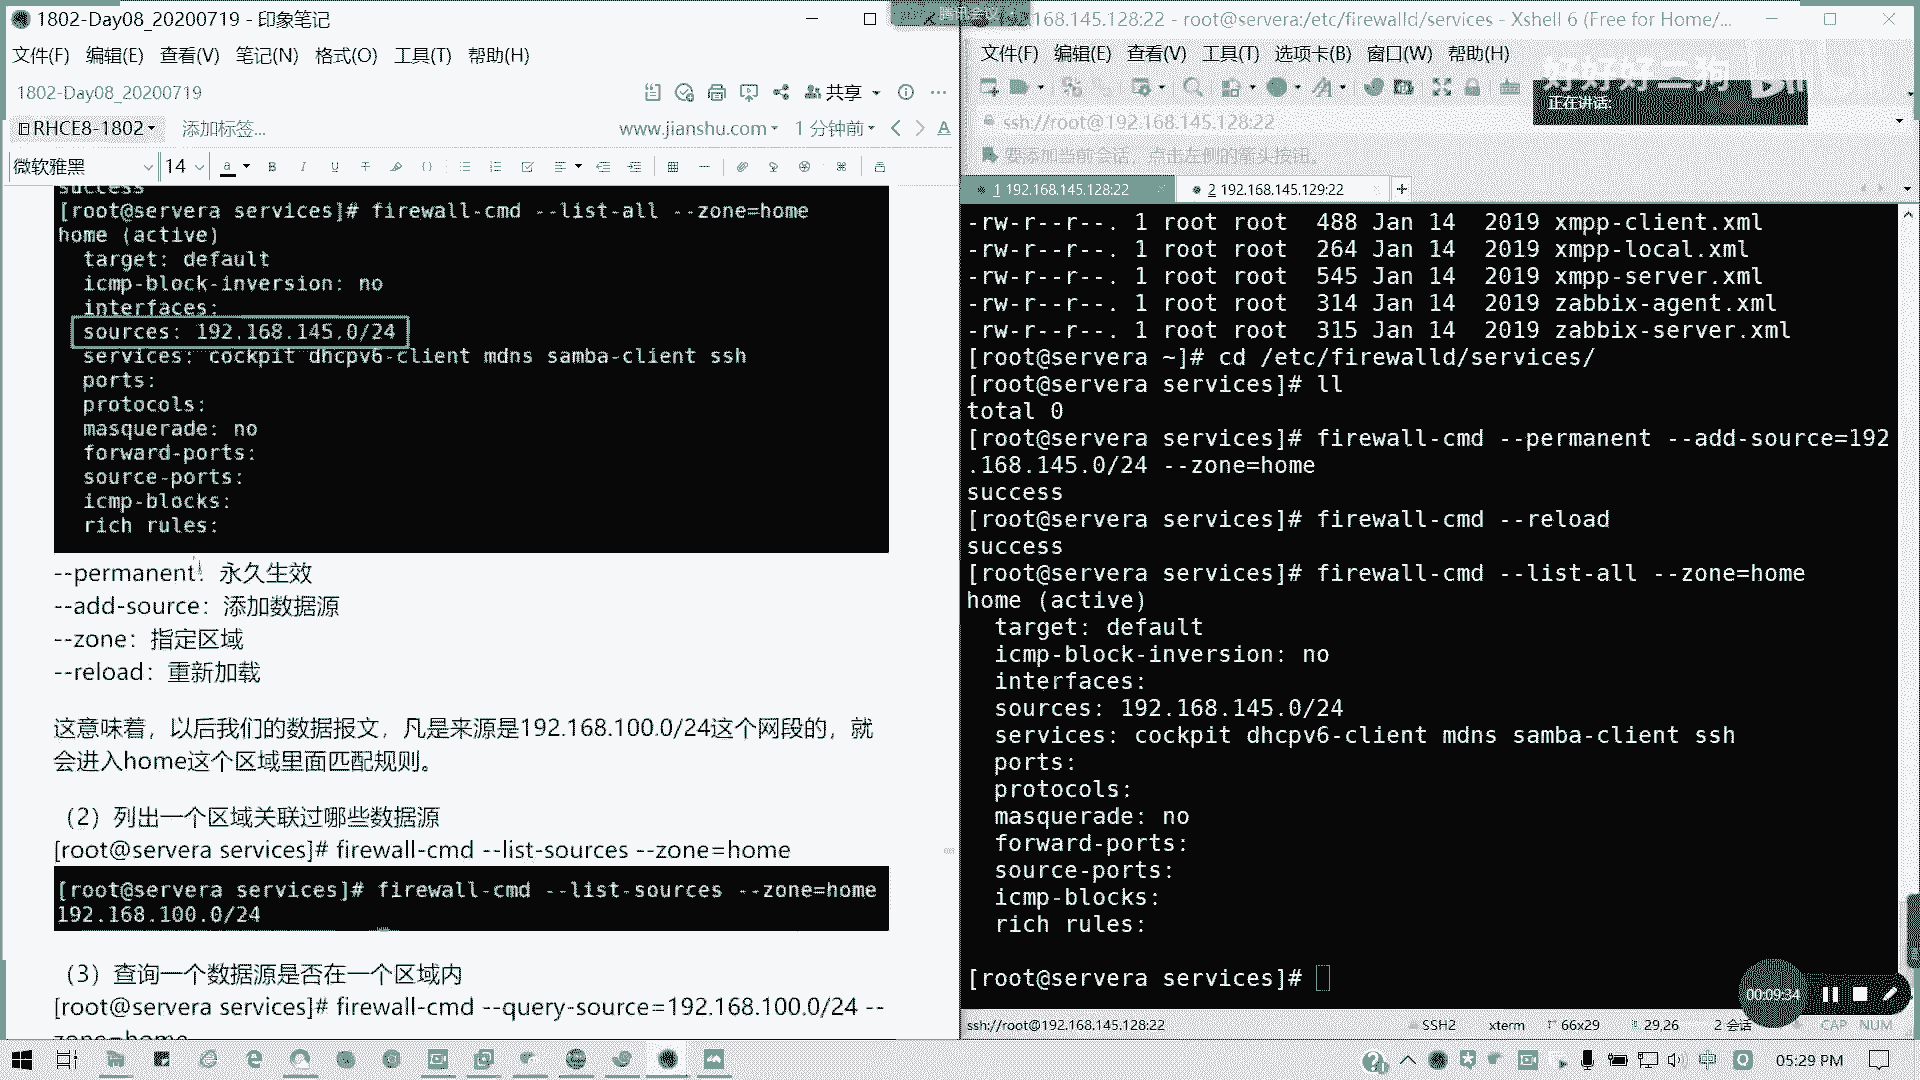 1802-Day08_20200719 - 印象笔记
文件(F) 编辑(E) 查看(V) 笔记(N) 格式(O) 工具(T) 帮助(H)
1802-Day08_20200719
共享
RHCE8-1802 添加标签...
www.jianshu.com 1 分钟前
微软雅黑 14
success
[root@servera services]# firewall-cmd --list-all --zone=home
home (active)
target: default
icmp-block-inversion: no
interfaces:
sources: 192.168.145.0/24
services: cockpit dhcpv6-client mdns samba-client ssh
ports:
protocols:
masquerade: no
forward-ports:
source-ports:
icmp-blocks:
rich rules:
--permanent：永久生效
--add-source：添加数据源
--zone：指定区域
--reload：重新加载
这意味着，以后我们的数据报文，凡是来源是192.168.100.0/24这个网段的，就
会进入home这个区域里面匹配规则。
（2）列出一个区域关联过哪些数据源
[root@servera services]# firewall-cmd --list-sources --zone=home
[root@servera services]# firewall-cmd --list-sources --zone=home
192.168.100.0/24
（3）查询一个数据源是否在一个区域内
[root@servera services]# firewall-cmd --query-source=192.168.100.0/24 --
zone=home
腾讯会议
168.145.128:22 - root@servera:/etc/firewalld/services - Xshell 6 (Free for Home/...
文件(F) 编辑(E) 查看(V) 工具(T) 选项卡(B) 窗口(W) 帮助(H)
好好好二狗
正在讲话:
ssh://root@192.168.145.128:22
要添加当前会话，点击左侧的箭头按钮。
1 192.168.145.128:22
2 192.168.145.129:22
-rw-r--r--. 1 root root 488 Jan 14 2019 xmpp-client.xml
-rw-r--r--. 1 root root 264 Jan 14 2019 xmpp-local.xml
-rw-r--r--. 1 root root 545 Jan 14 2019 xmpp-server.xml
-rw-r--r--. 1 root root 314 Jan 14 2019 zabbix-agent.xml
-rw-r--r--. 1 root root 315 Jan 14 2019 zabbix-server.xml
[root@servera ~]# cd /etc/firewalld/services/
[root@servera services]# ll
total 0
[root@servera services]# firewall-cmd --permanent --add-source=192
.168.145.0/24 --zone=home
success
[root@servera services]# firewall-cmd --reload
success
[root@servera services]# firewall-cmd --list-all --zone=home
home (active)
target: default
icmp-block-inversion: no
interfaces:
sources: 192.168.145.0/24
services: cockpit dhcpv6-client mdns samba-client ssh
ports:
protocols:
masquerade: no
forward-ports:
source-ports:
icmp-blocks:
rich rules:
[root@servera services]#
00:09:34
ssh://root@192.168.145.128:22 SSH2 xterm 66x29 29,26 2 会话 CAP NUM
05:29 PM